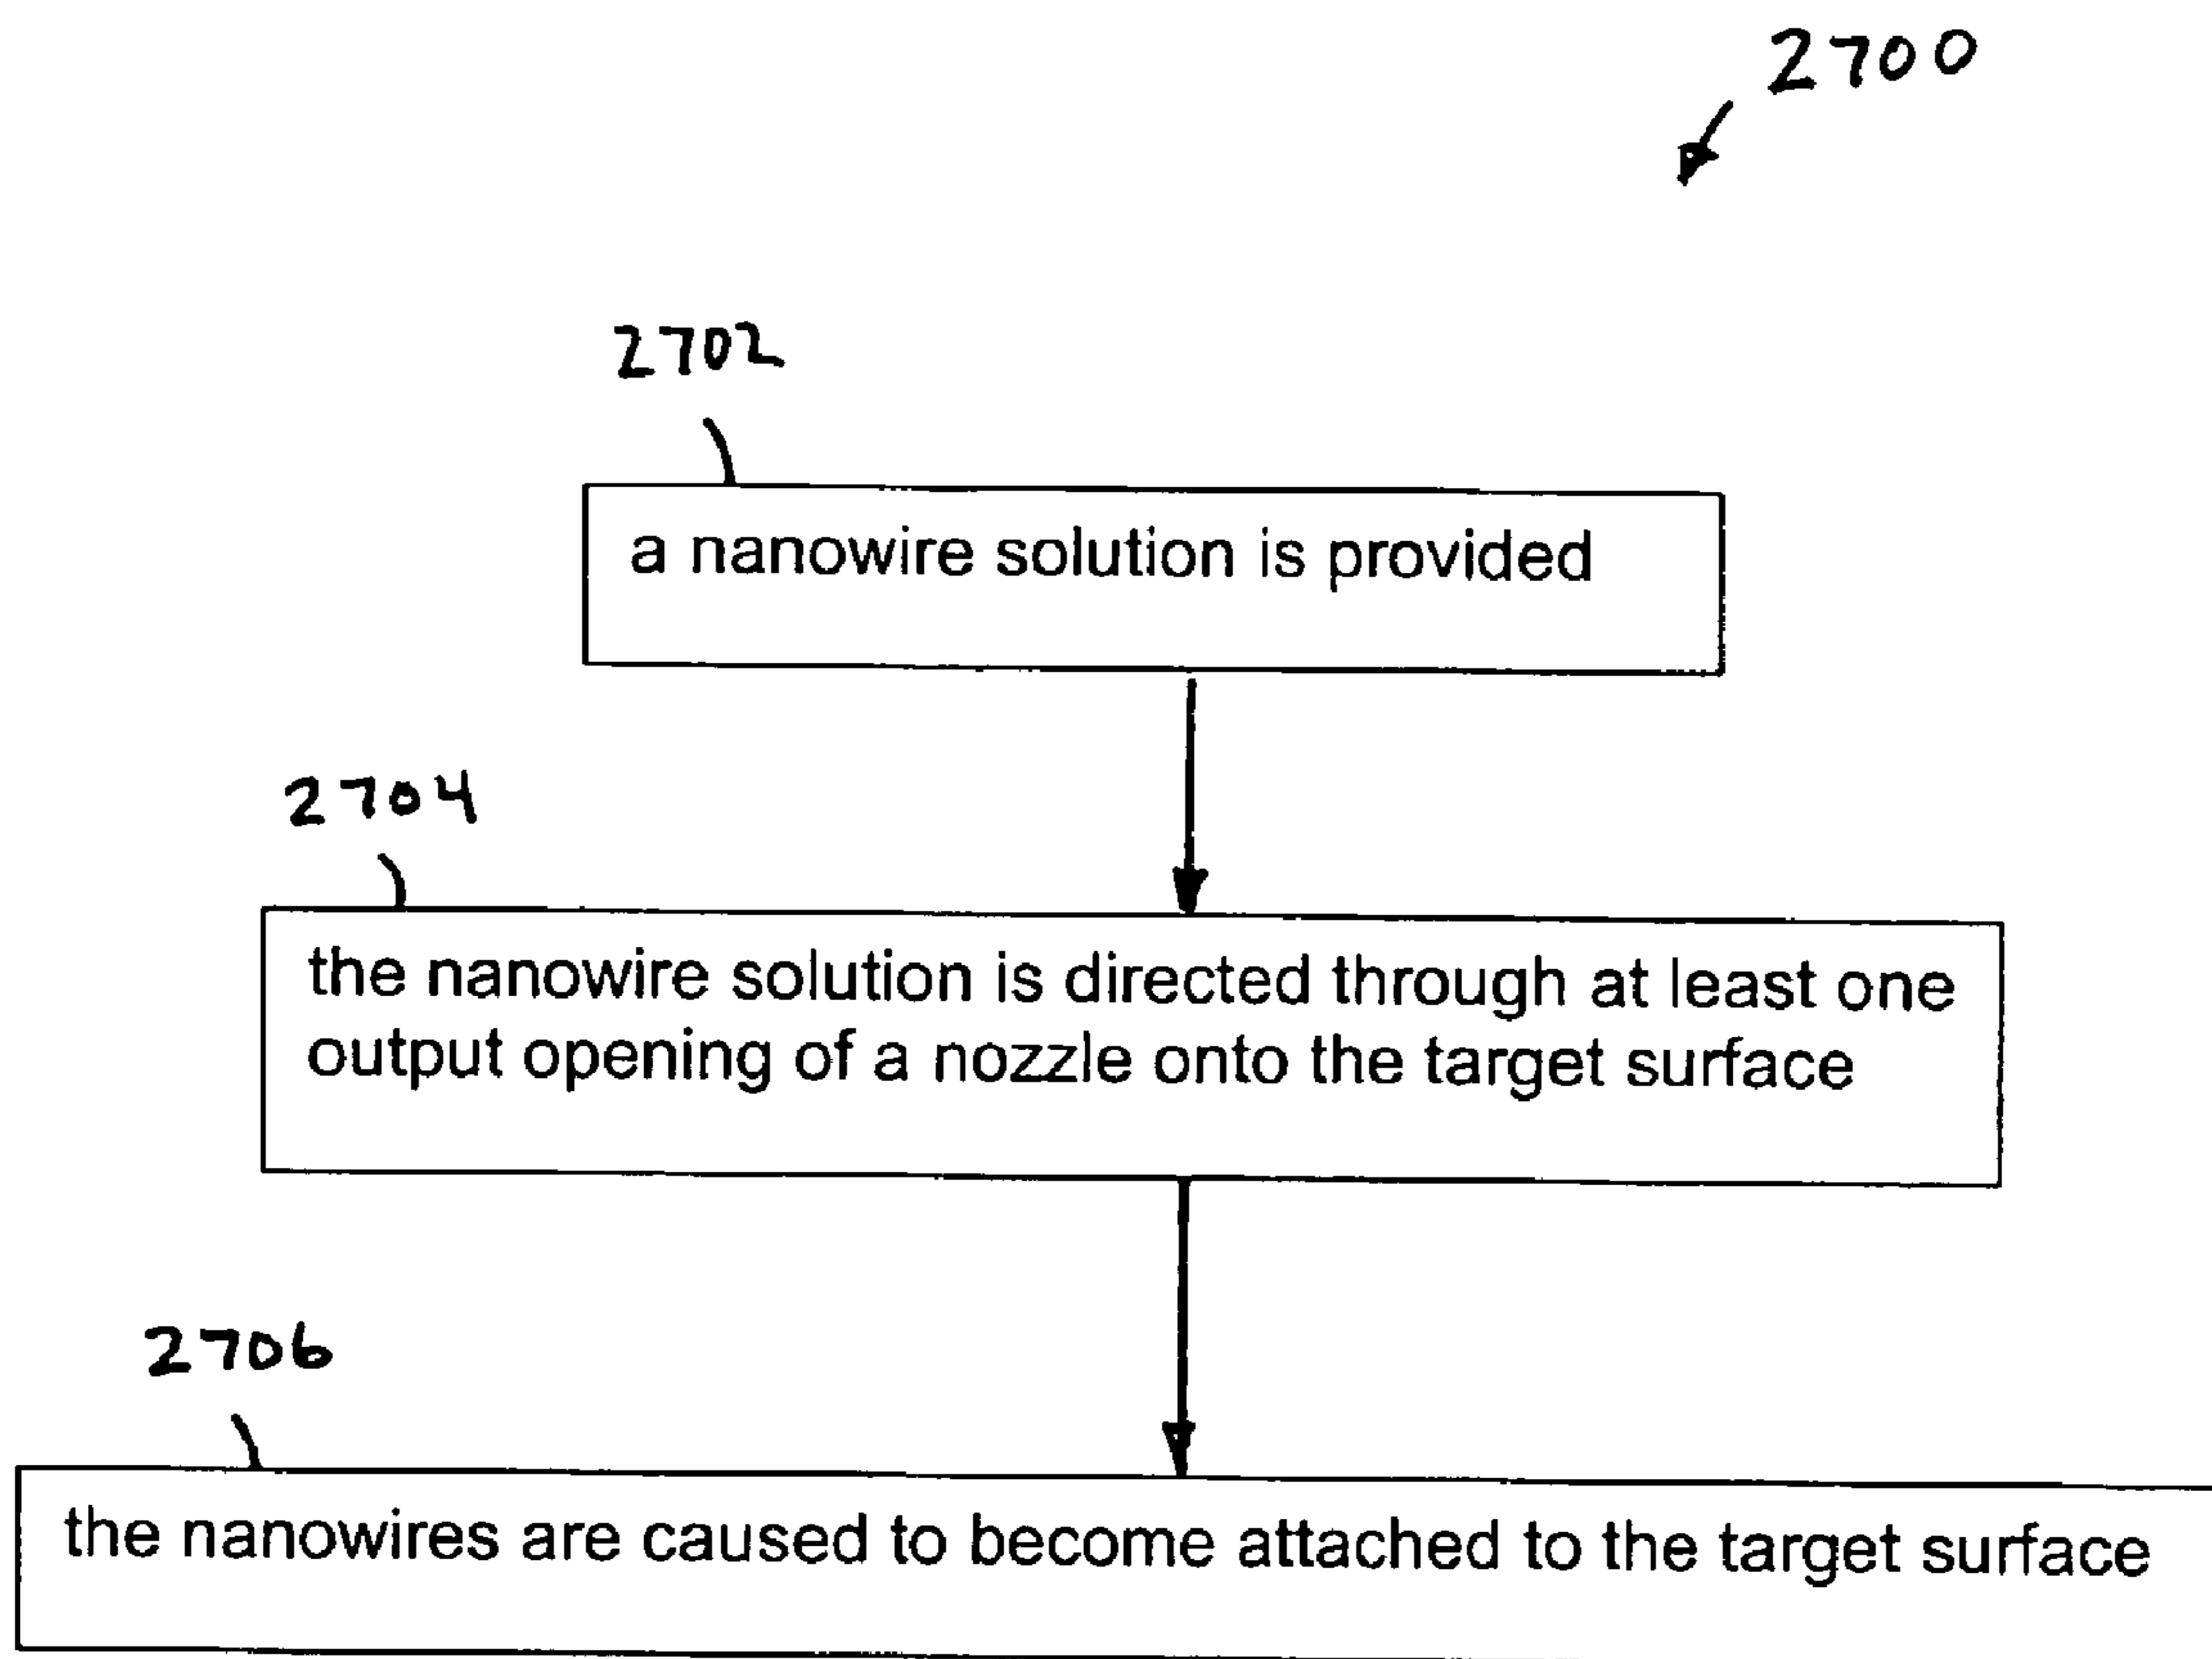 2700
2702
a nanowire solution is provided
2704
the nanowire solution is directed through at least one
output opening of a nozzle onto the target surface
2706
the nanowires are caused to become attached to the target surface